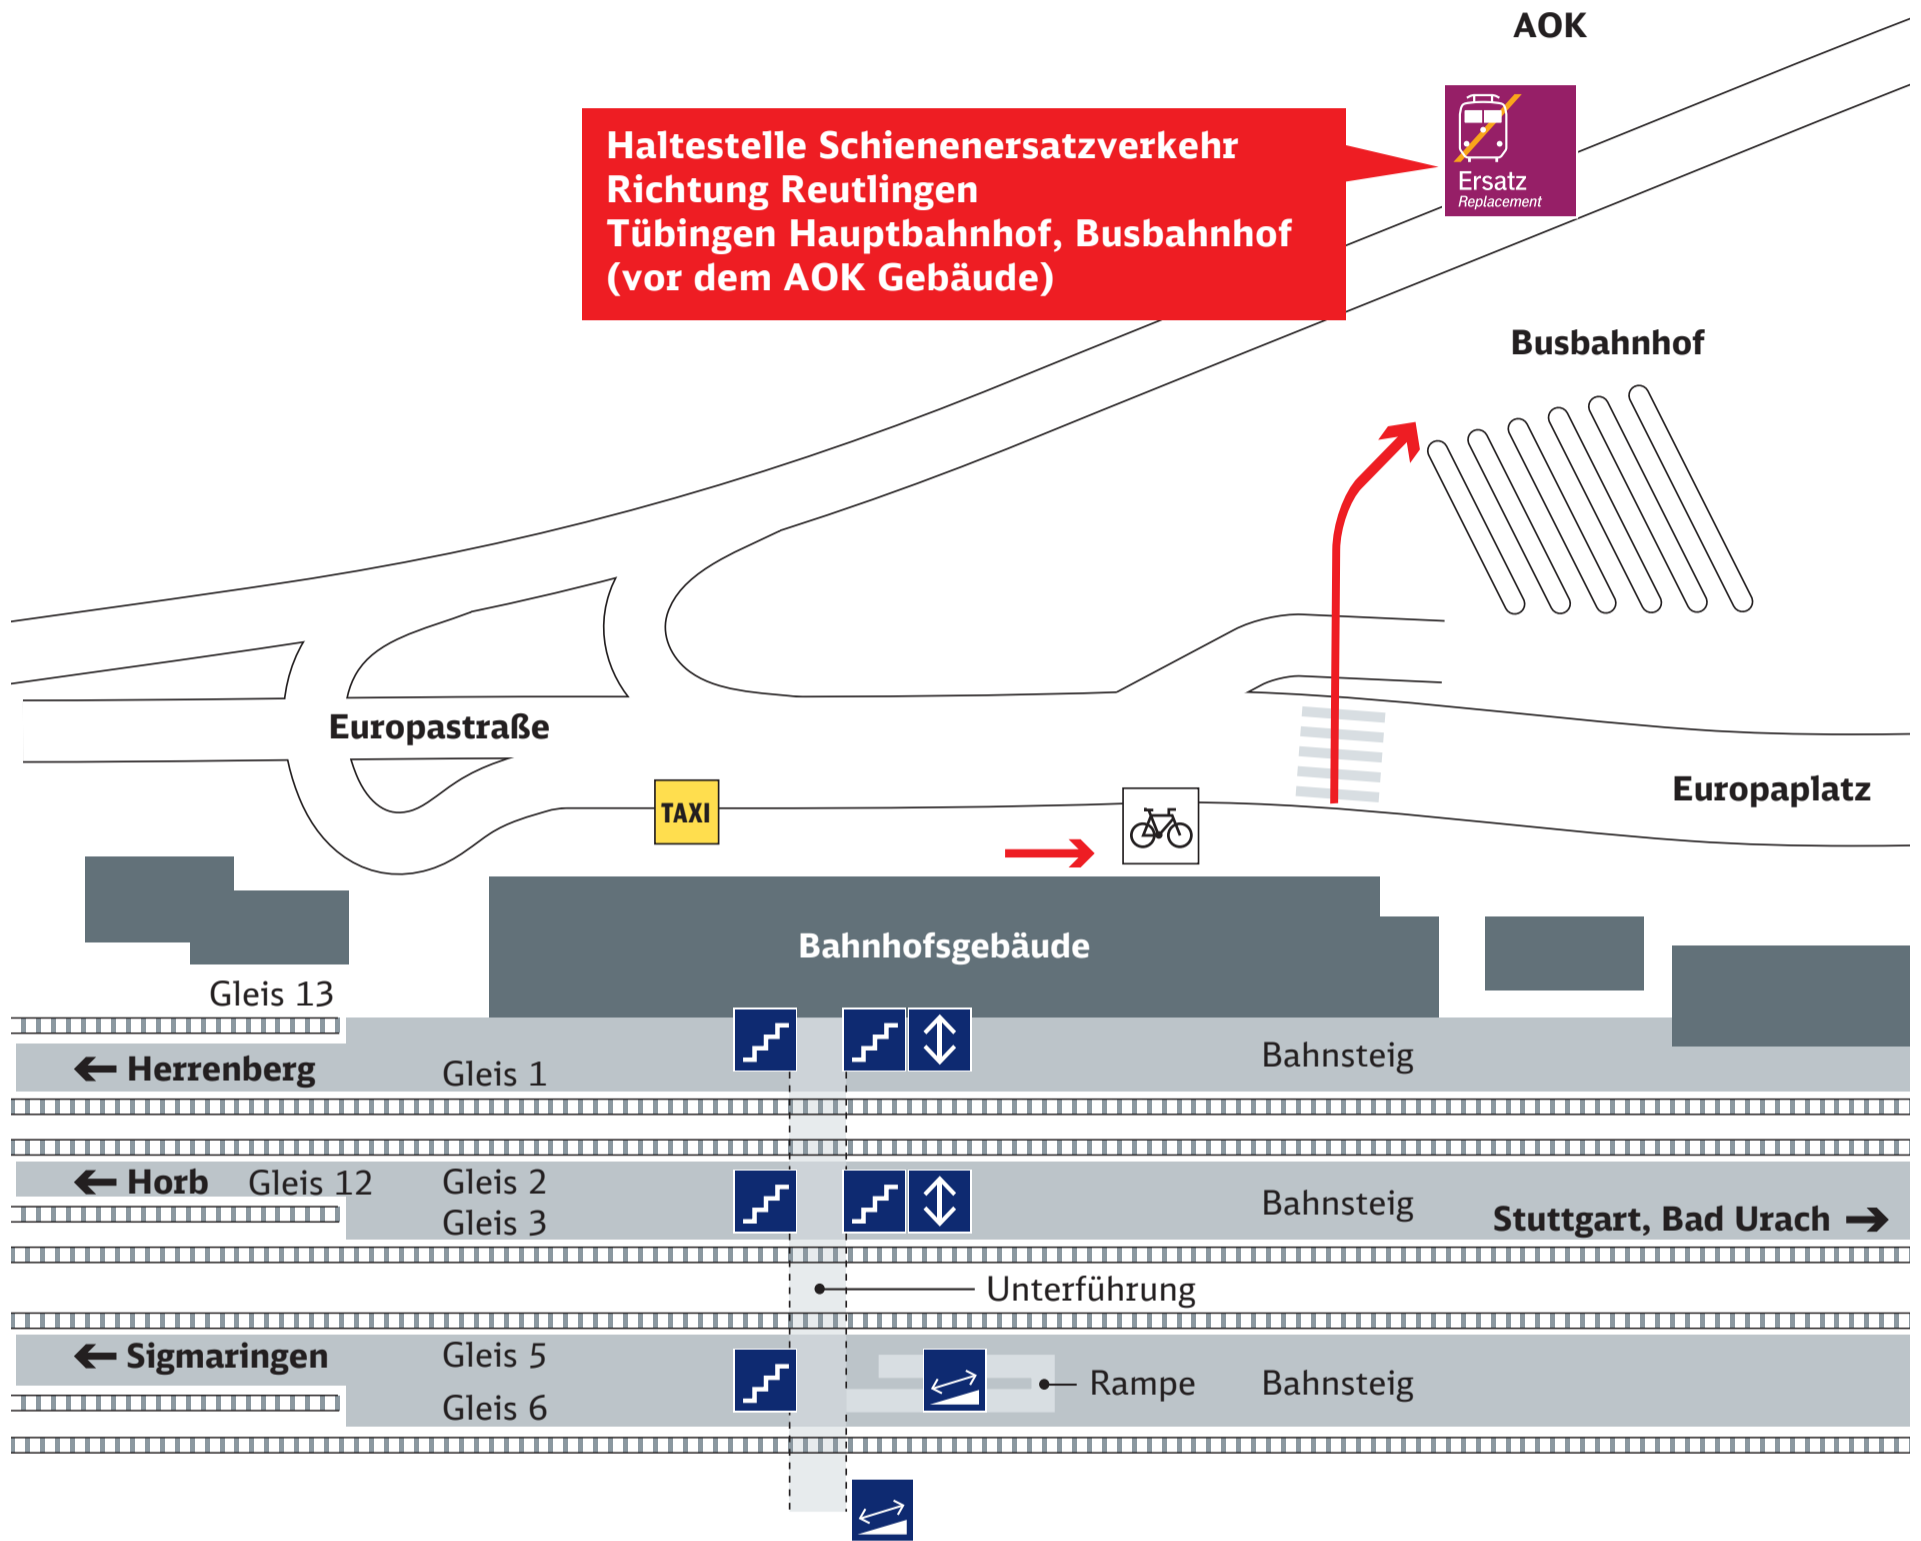 AOK
Haltestelle Schienenersatzverkehr
Richtung Reutlingen
Tübingen Hauptbahnhof, Busbahnhof
(vor dem AOK Gebäude)
Ersatz
Replacement
Busbahnhof
Europastraße
Europaplatz
TAXI
Bahnhofsgebäude
Gleis 13
Herrenberg
Gleis 1
Bahnsteig
Horb
Gleis 12
Gleis 2
Gleis 3
Bahnsteig
Stuttgart, Bad Urach
Unterführung
Sigmaringen
Gleis 5
Gleis 6
Rampe
Bahnsteig